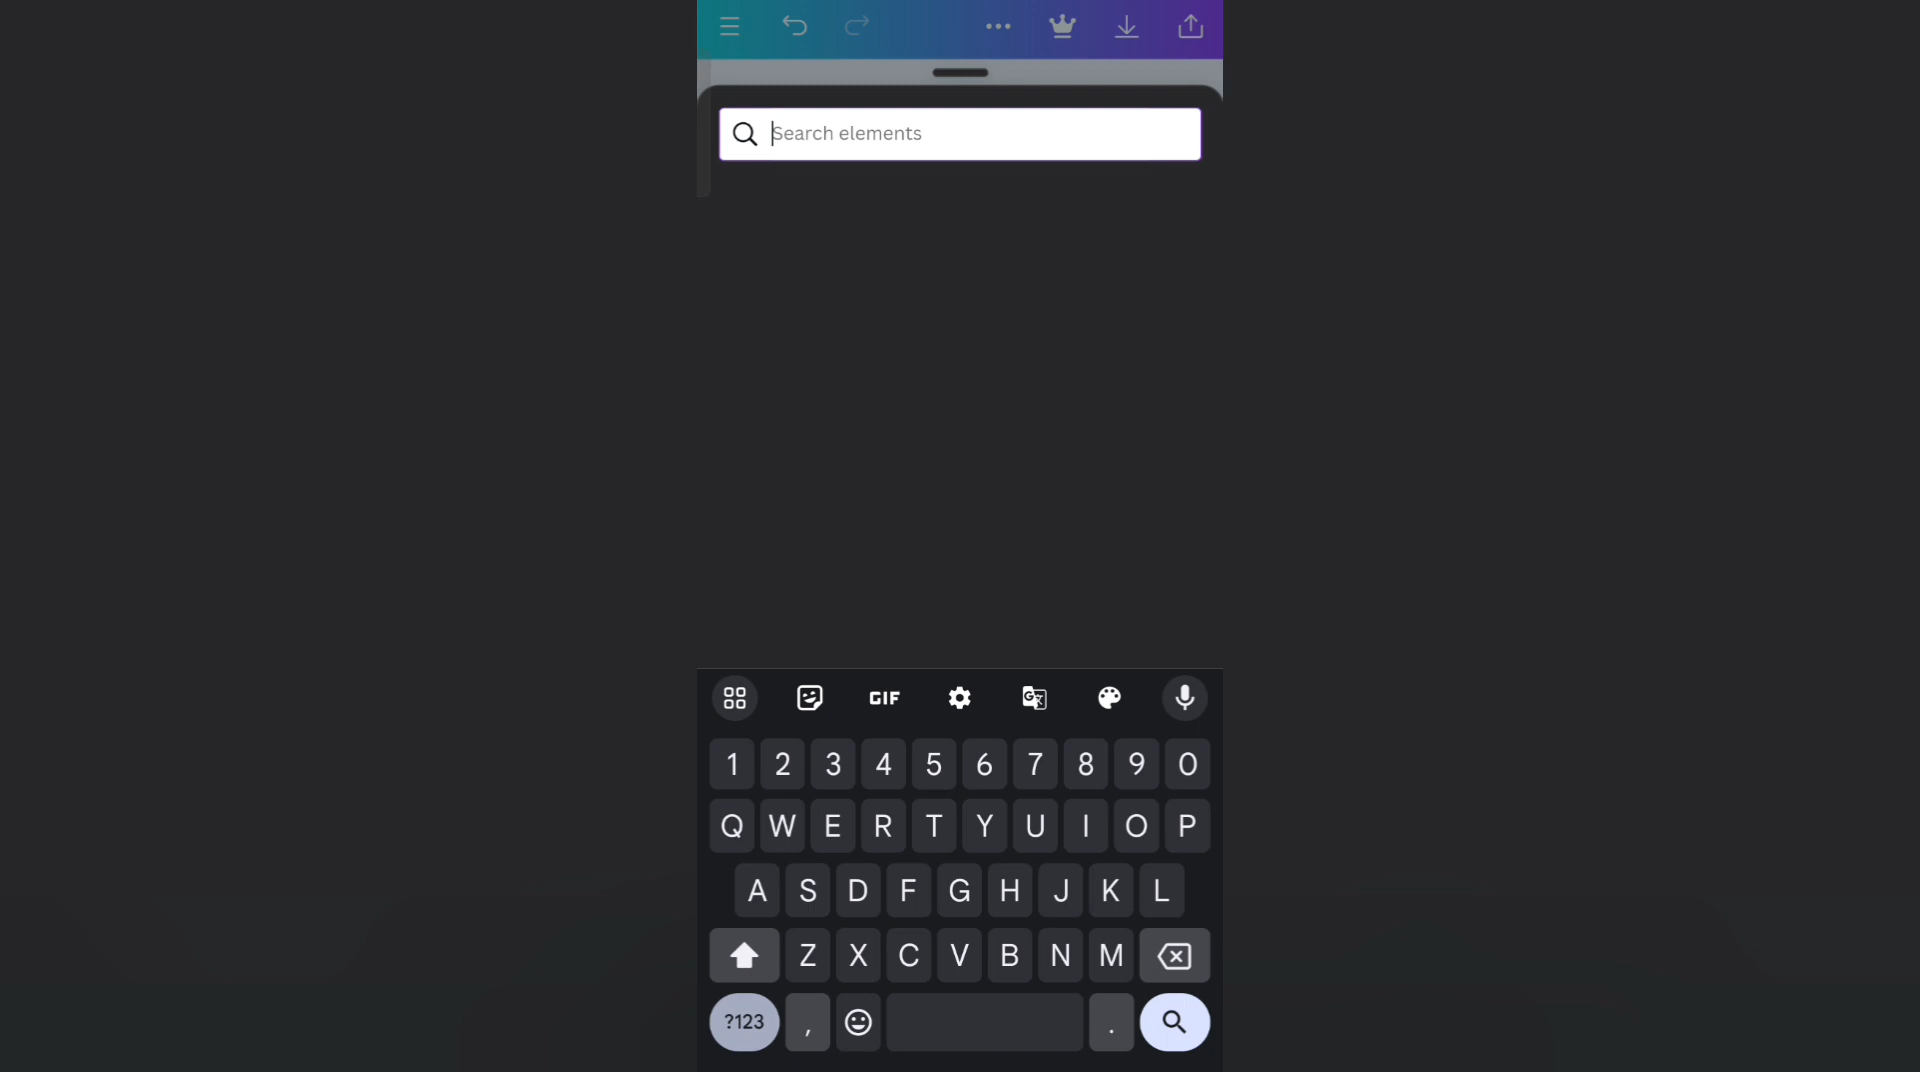 Search elements
GIF
1 2 3 4 5 6 7 8 9 0
Q W E R T Y U I O P
A S D F G H J K L
Z X C V B N M
?123 , .